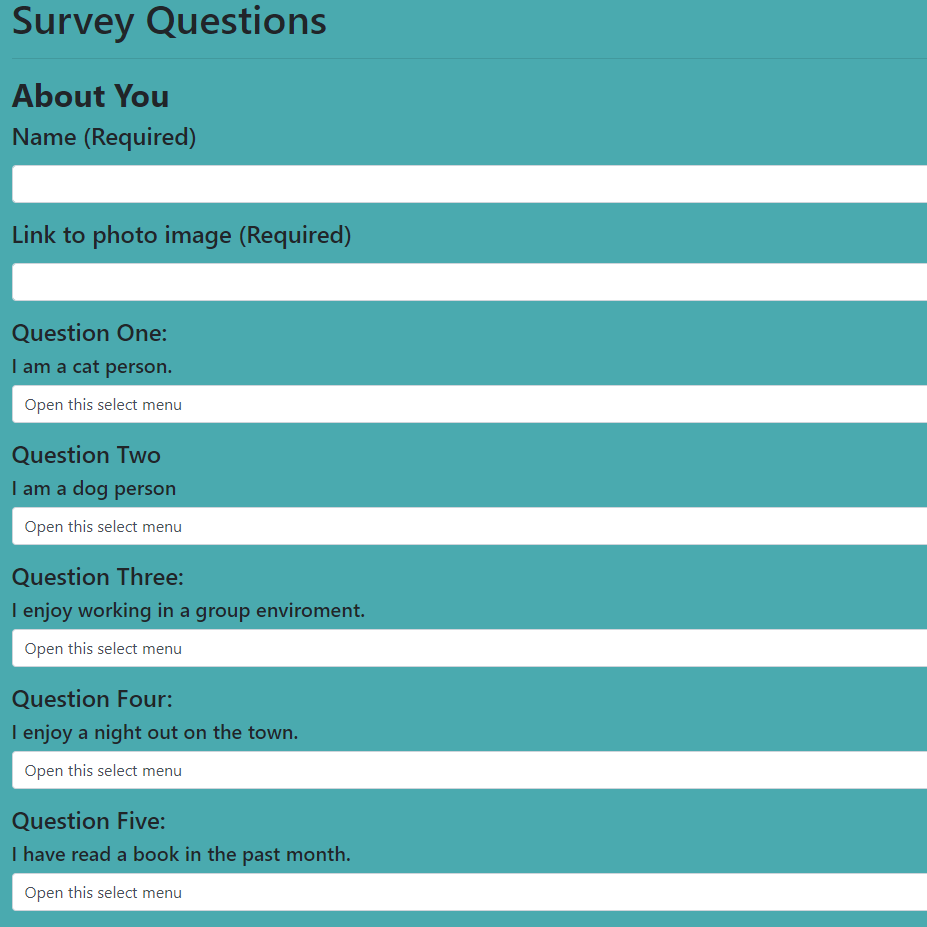 Survey Questions
About You
Name (Required)
Link to photo image (Required)
Question One:
I am a cat person.
Open this select menu
Question Two
I am a dog person
Open this select menu
Question Three:
I enjoy working in a group enviroment.
Open this select menu
Question Four:
I enjoy a night out on the town.
Open this select menu
Question Five:
I have read a book in the past month.
Open this select menu